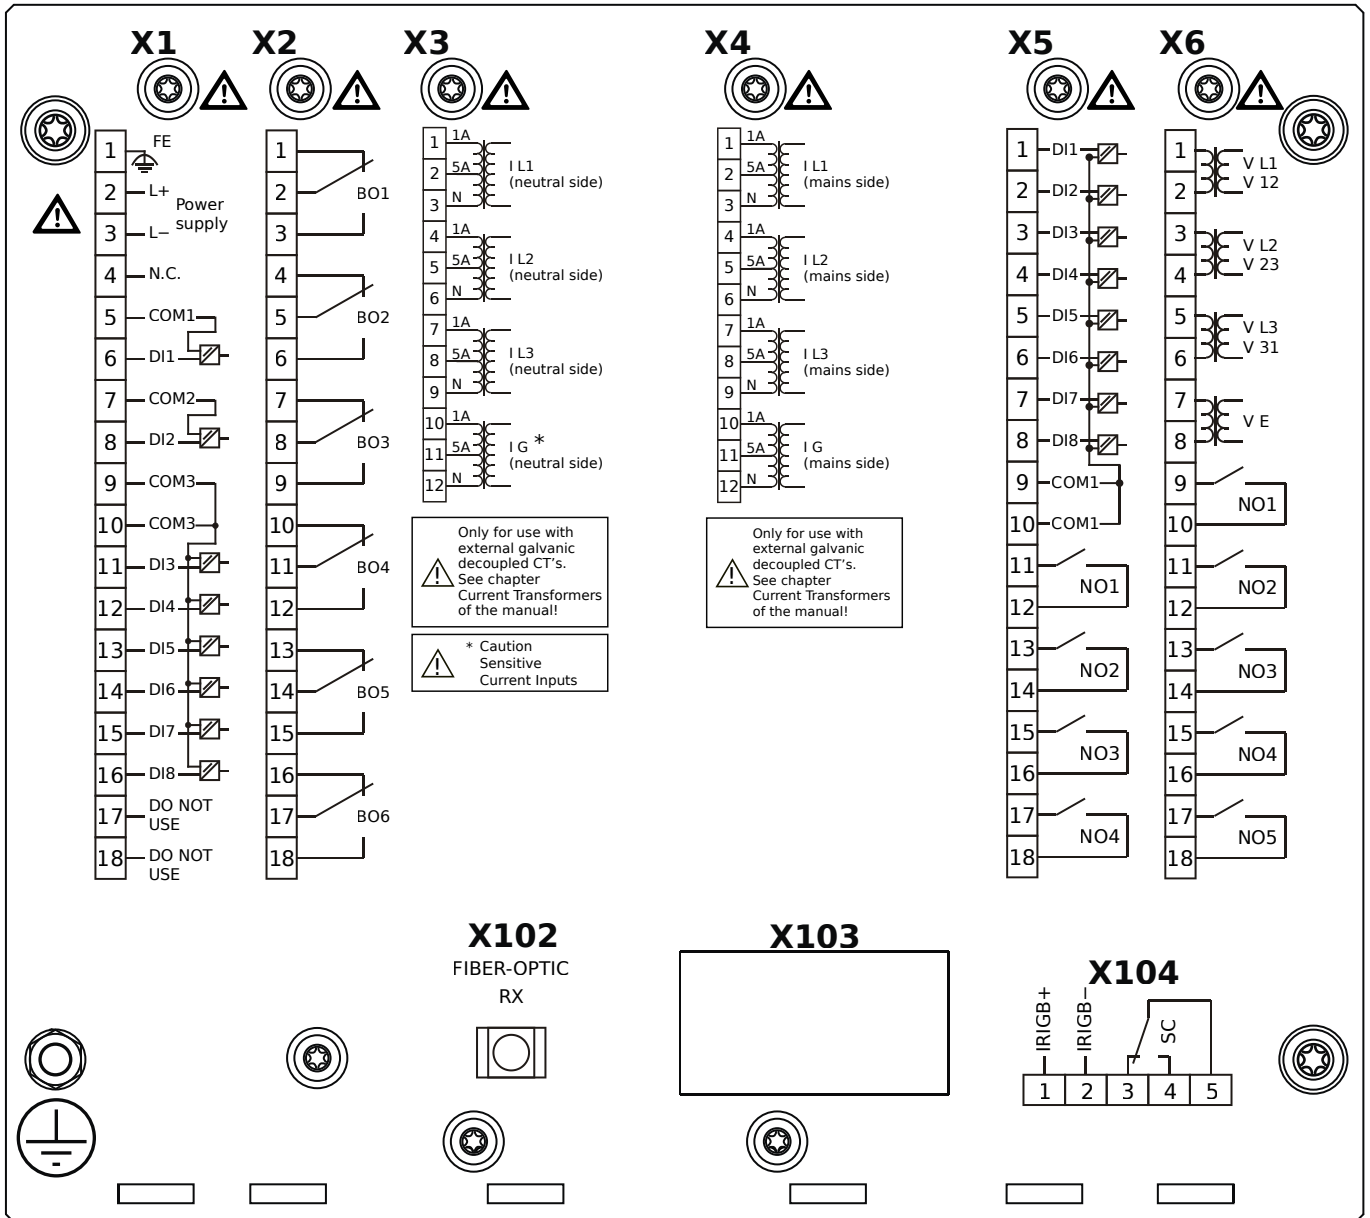 X1
X2
X3
X4
X5
X6
1 FE
2 L+
Power
supply
3 L−
4 N.C.
5 COM1
6 DI1
7 COM2
8 DI2
9 COM3
10 COM3
11 DI3
12 DI4
13 DI5
14 DI6
15 DI7
16 DI8
17 DO NOT
USE
18 DO NOT
USE
1
2 BO1
3
4
5 BO2
6
7
8 BO3
9
10
11 BO4
12
13
14 BO5
15
16
17 BO6
18
1 1A
2 5A I L1
(neutral side)
3 N
4 1A
5 5A I L2
(neutral side)
6 N
7 1A
8 5A I L3
(neutral side)
9 N
10 1A
11 5A I G *
(neutral side)
12 N
Only for use with
external galvanic
decoupled CT's.
See chapter
Current Transformers
of the manual!
* Caution
Sensitive
Current Inputs
1 1A
2 5A I L1
(mains side)
3 N
4 1A
5 5A I L2
(mains side)
6 N
7 1A
8 5A I L3
(mains side)
9 N
10 1A
11 5A I G
(mains side)
12 N
Only for use with
external galvanic
decoupled CT's.
See chapter
Current Transformers
of the manual!
1 DI1
2 DI2
3 DI3
4 DI4
5 DI5
6 DI6
7 DI7
8 DI8
9 COM1
10 COM1
11
NO1
12
13
NO2
14
15
NO3
16
17
NO4
18
1 V L1
2 V 12
3 V L2
4 V 23
5 V L3
6 V 31
7
V E
8
9
NO1
10
11
NO2
12
13
NO3
14
15
NO4
16
17
NO5
18
X102
FIBER-OPTIC
RX
X103
X104
IRIGB+
IRIGB−
SC
1 2 3 4 5